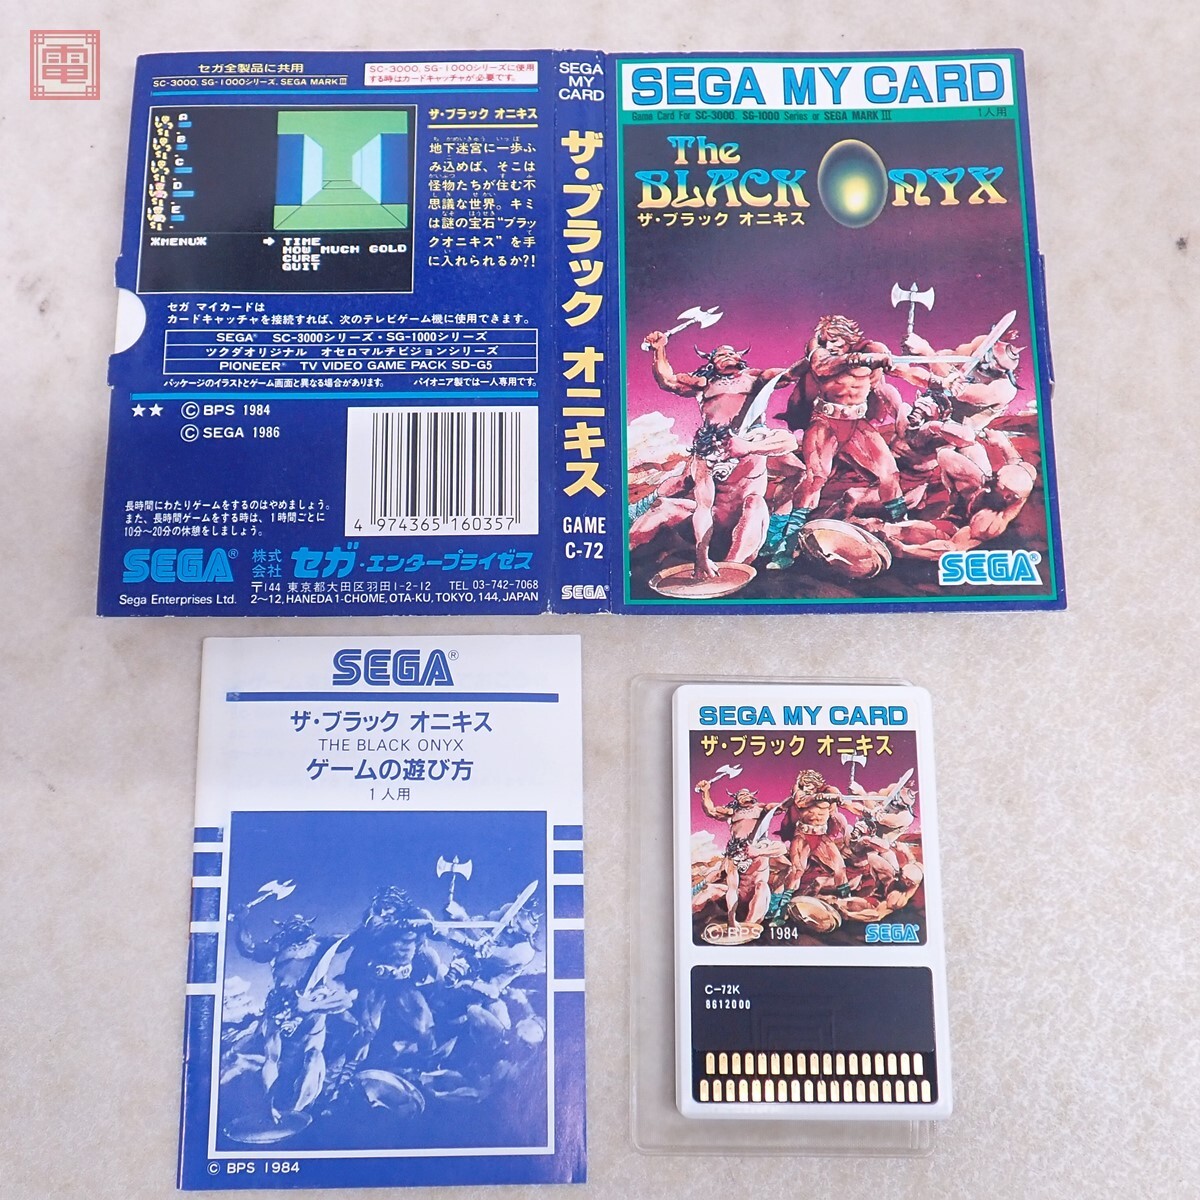 電
セガ全製品に共用
SC-3000, SG-1000シリーズ, SEGA MARK III
SC-3000, SG-1000シリーズに使用
する時はカードキャッチャが必要です。
A
B
C
D
E
ЖMENUЖ
➔ TIME
HOW MUCH GOLD
CURE
QUIT
ザ・ブラック オニキス
地下迷宮に一歩ふ
み込めば、そこは
怪物たちが住む不
思議な世界。キミ
は謎の宝石"ブラッ
クオニキス"を手
に入れられるか?!
セガ マイカードは
カードキャッチャを接続すれば、次のテレビゲーム機に使用できます。
SEGA® SC-3000シリーズ・SG-1000シリーズ
ツクダオリジナル オセロマルチビジョンシリーズ
PIONEER® TV VIDEO GAME PACK SD-G5
パッケージのイラストとゲーム画面と異なる場合があります。 パイオニア製では一人専用です。
★★ © BPS 1984
© SEGA 1986
4 974365 160357
長時間にわたりゲームをするのはやめましょう。
また、長時間ゲームをする時は、1時間ごとに
10分〜20分の休憩をしましょう。
SEGA® 株式会社 セガ・エンタープライゼス
〒144 東京都大田区羽田1-2-12 TEL 03-742-7068
Sega Enterprises Ltd. 2〜12, HANEDA 1-CHOME, OTA-KU, TOKYO, 144, JAPAN
SEGA
MY
CARD
ザ・ブラック オニキス
GAME
C-72
SEGA®
SEGA MY CARD
Game Card For SC-3000, SG-1000 Series or SEGA MARK III 1人用
The
BLACK ONYX
ザ・ブラック オニキス
SEGA®
SEGA®
ザ・ブラック オニキス
THE BLACK ONYX
ゲームの遊び方
1人用
© BPS 1984
SEGA MY CARD
ザ・ブラック オニキス
© BPS 1984
SEGA®
C-72K
8612000